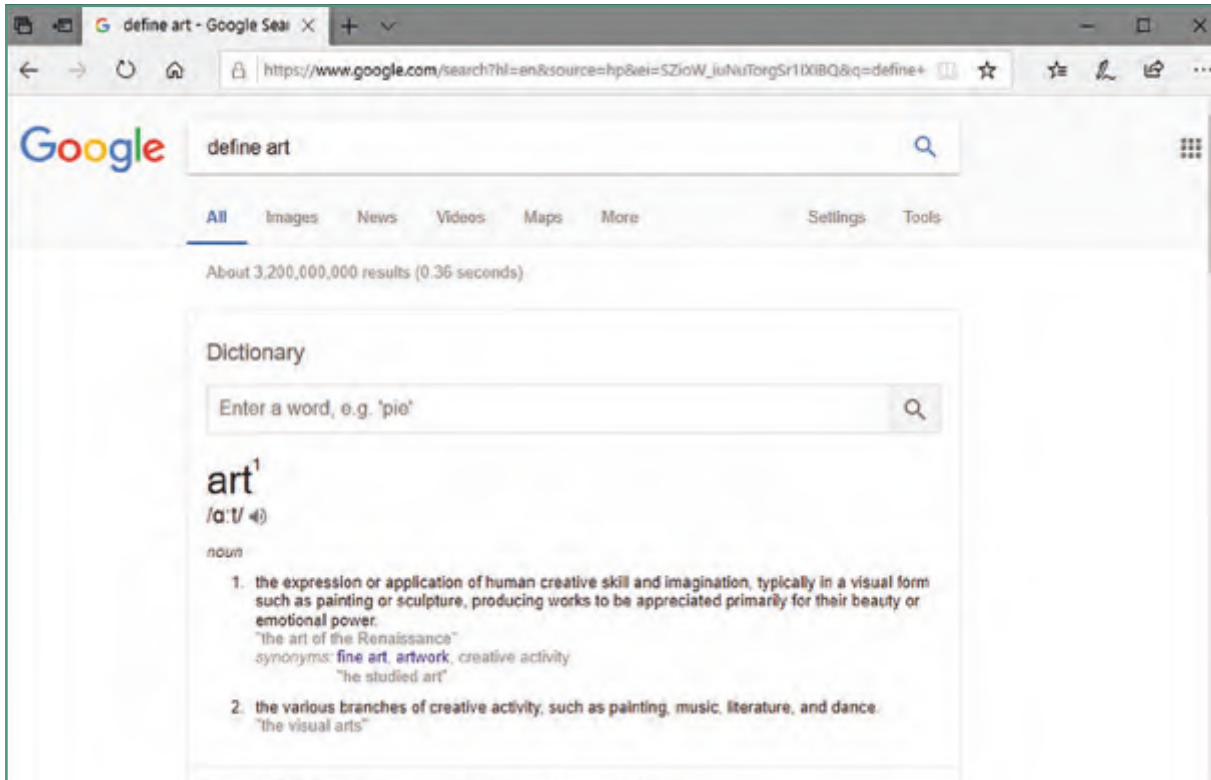 define art - Google Sear
https://www.google.com/search?hl=en&source=hp&ei=
Google
define art
All Images News Videos Maps More Settings Tools
About 3,200,000,000 results (0.36 seconds)
Dictionary
Enter a word, e.g. 'pie'
art¹
/ɑːt/
noun
1. the expression or application of human creative skill and imagination, typically in a visual form
such as painting or sculpture, producing works to be appreciated primarily for their beauty or
emotional power.
"the art of the Renaissance"
synonyms: fine art, artwork, creative activity
"he studied art"
2. the various branches of creative activity, such as painting, music, literature, and dance.
"the visual arts"